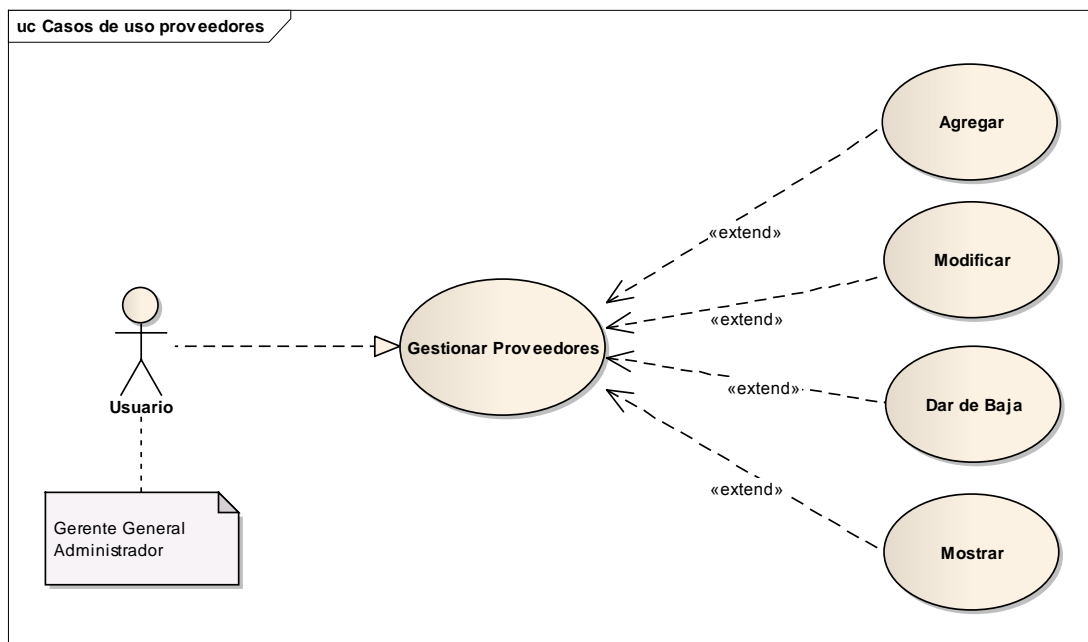 uc Casos de uso proveedores
Agregar
«extend»
Modificar
«extend»
Gestionar Proveedores
«extend»
Dar de Baja
Usuario
«extend»
Gerente General
Administrador
Mostrar